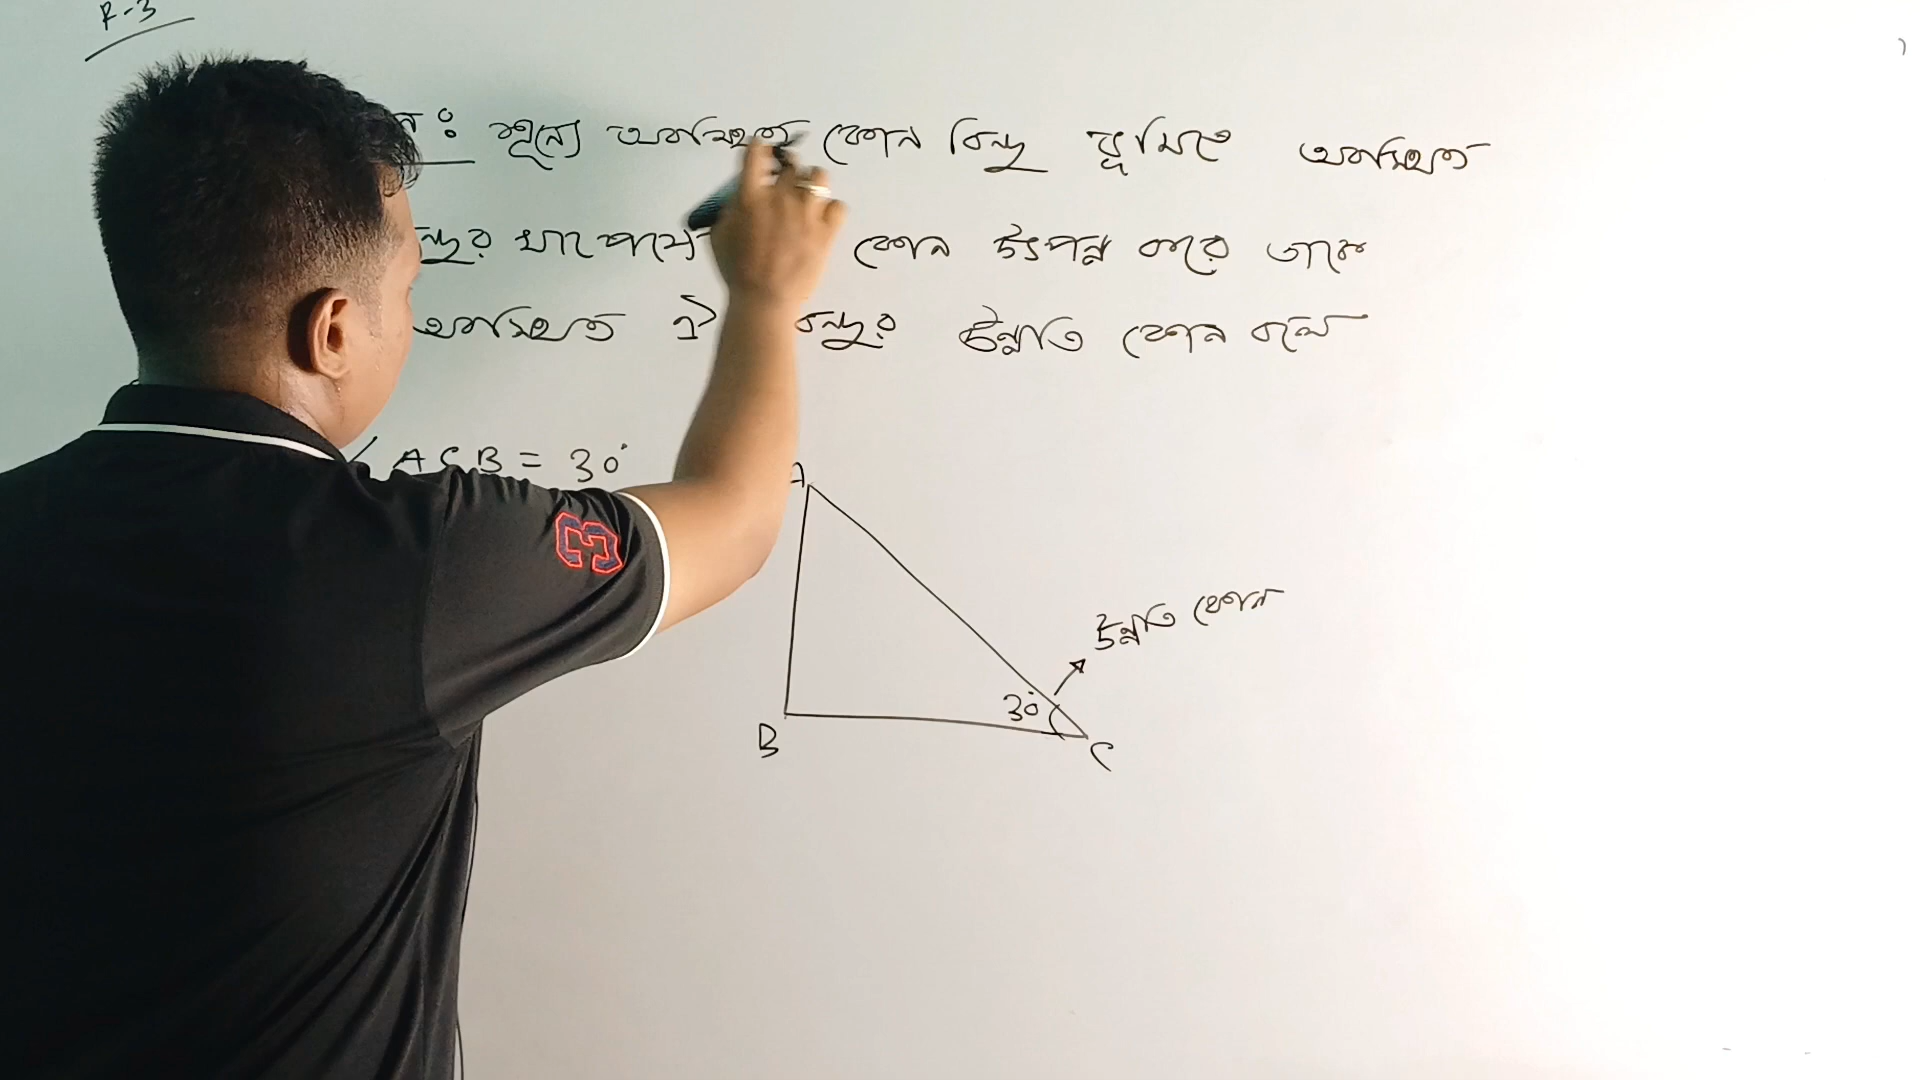 R-3
শূন্যে অবস্থিত কোন বিন্দু ভূমিতে অবস্থিত
কোন উৎপন্ন করে তাকে
অবস্থিত ঐ উন্নতি কোন বলে
∠ACB = 30°
A
উন্নতি কোন
30°
B
C